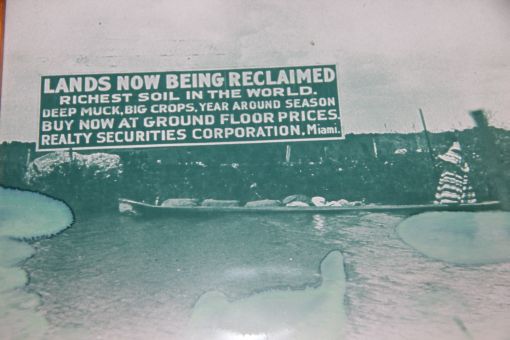 LANDS NOW BEING RECLAIMED
RICHEST SOIL IN THE WORLD.
DEEP MUCK, BIG CROPS, YEAR AROUND SEASON
BUY NOW AT GROUND FLOOR PRICES.
REALTY SECURITIES CORPORATION, Miami.